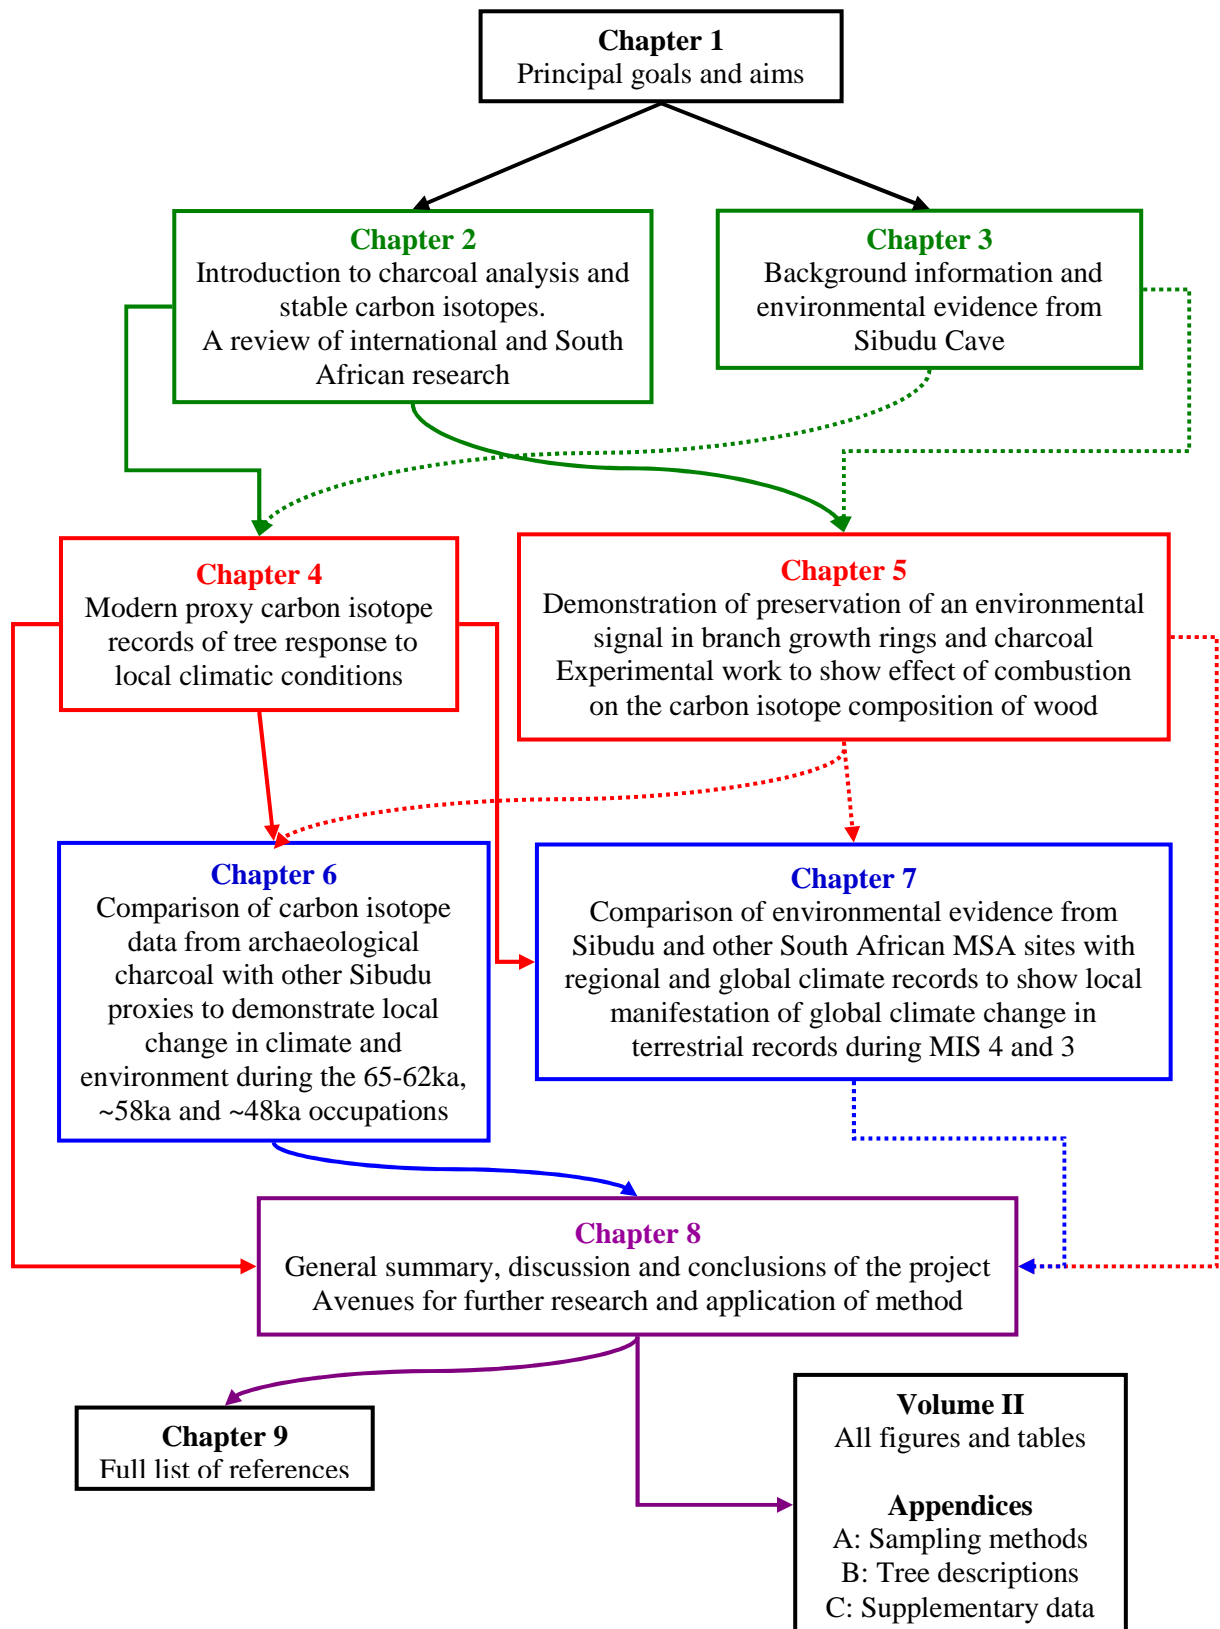 Chapter 1
Principal goals and aims
Chapter 2
Introduction to charcoal analysis and
stable carbon isotopes.
A review of international and South
African research
Chapter 3
Background information and
environmental evidence from
Sibudu Cave
Chapter 4
Modern proxy carbon isotope
records of tree response to
local climatic conditions
Chapter 5
Demonstration of preservation of an environmental
signal in branch growth rings and charcoal
Experimental work to show effect of combustion
on the carbon isotope composition of wood
Chapter 6
Comparison of carbon isotope
data from archaeological
charcoal with other Sibudu
proxies to demonstrate local
change in climate and
environment during the 65-62ka,
~58ka and ~48ka occupations
Chapter 7
Comparison of environmental evidence from
Sibudu and other South African MSA sites with
regional and global climate records to show local
manifestation of global climate change in
terrestrial records during MIS 4 and 3
Chapter 8
General summary, discussion and conclusions of the project
Avenues for further research and application of method
Chapter 9
Full list of references
Volume II
All figures and tables
Appendices
A: Sampling methods
B: Tree descriptions
C: Supplementary data